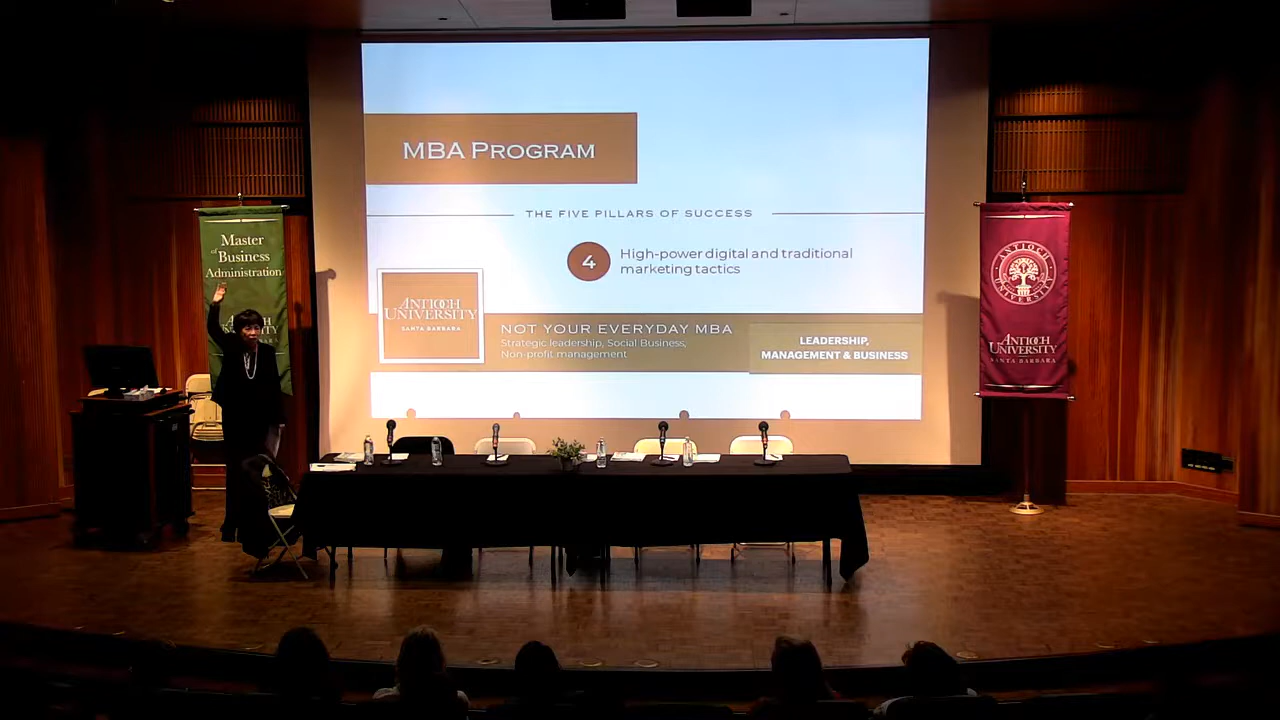 MBA PROGRAM
THE FIVE PILLARS OF SUCCESS
4
High-power digital and traditional
marketing tactics
ANTIOCH
UNIVERSITY
SANTA BARBARA
NOT YOUR EVERYDAY MBA
Strategic leadership, Social Business,
Non-profit management
LEADERSHIP,
MANAGEMENT & BUSINESS
Master
of Business
Administration
ANTIOCH
UNIVERSITY
ANTIOCH
UNIVERSITY
SANTA BARBARA